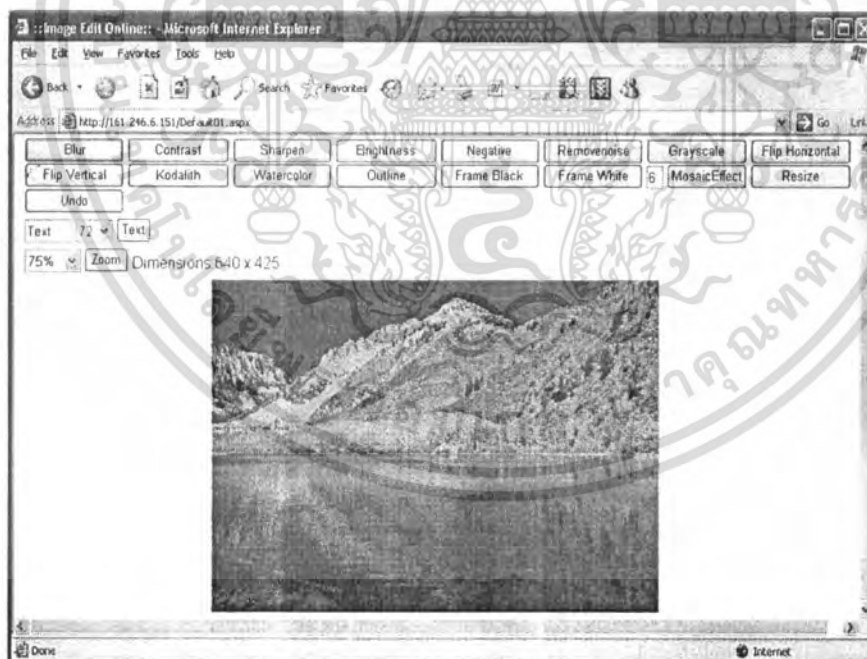 ::Image Edit Online:: - Microsoft Internet Explorer
File Edit View Favorites Tools Help
Back Search Favorites
Address http://161.246.6.151/Default01.aspx Go Links
Blur Contrast Sharpen Brightness Negative Removenoise Grayscale Flip Horizontal
Flip Vertical Kodalith Watercolor Outline Frame Black Frame White 6 MosaicEffect Resize
Undo
Text 72 Text
75% Zoom Dimensions:640 x 425
Done Internet